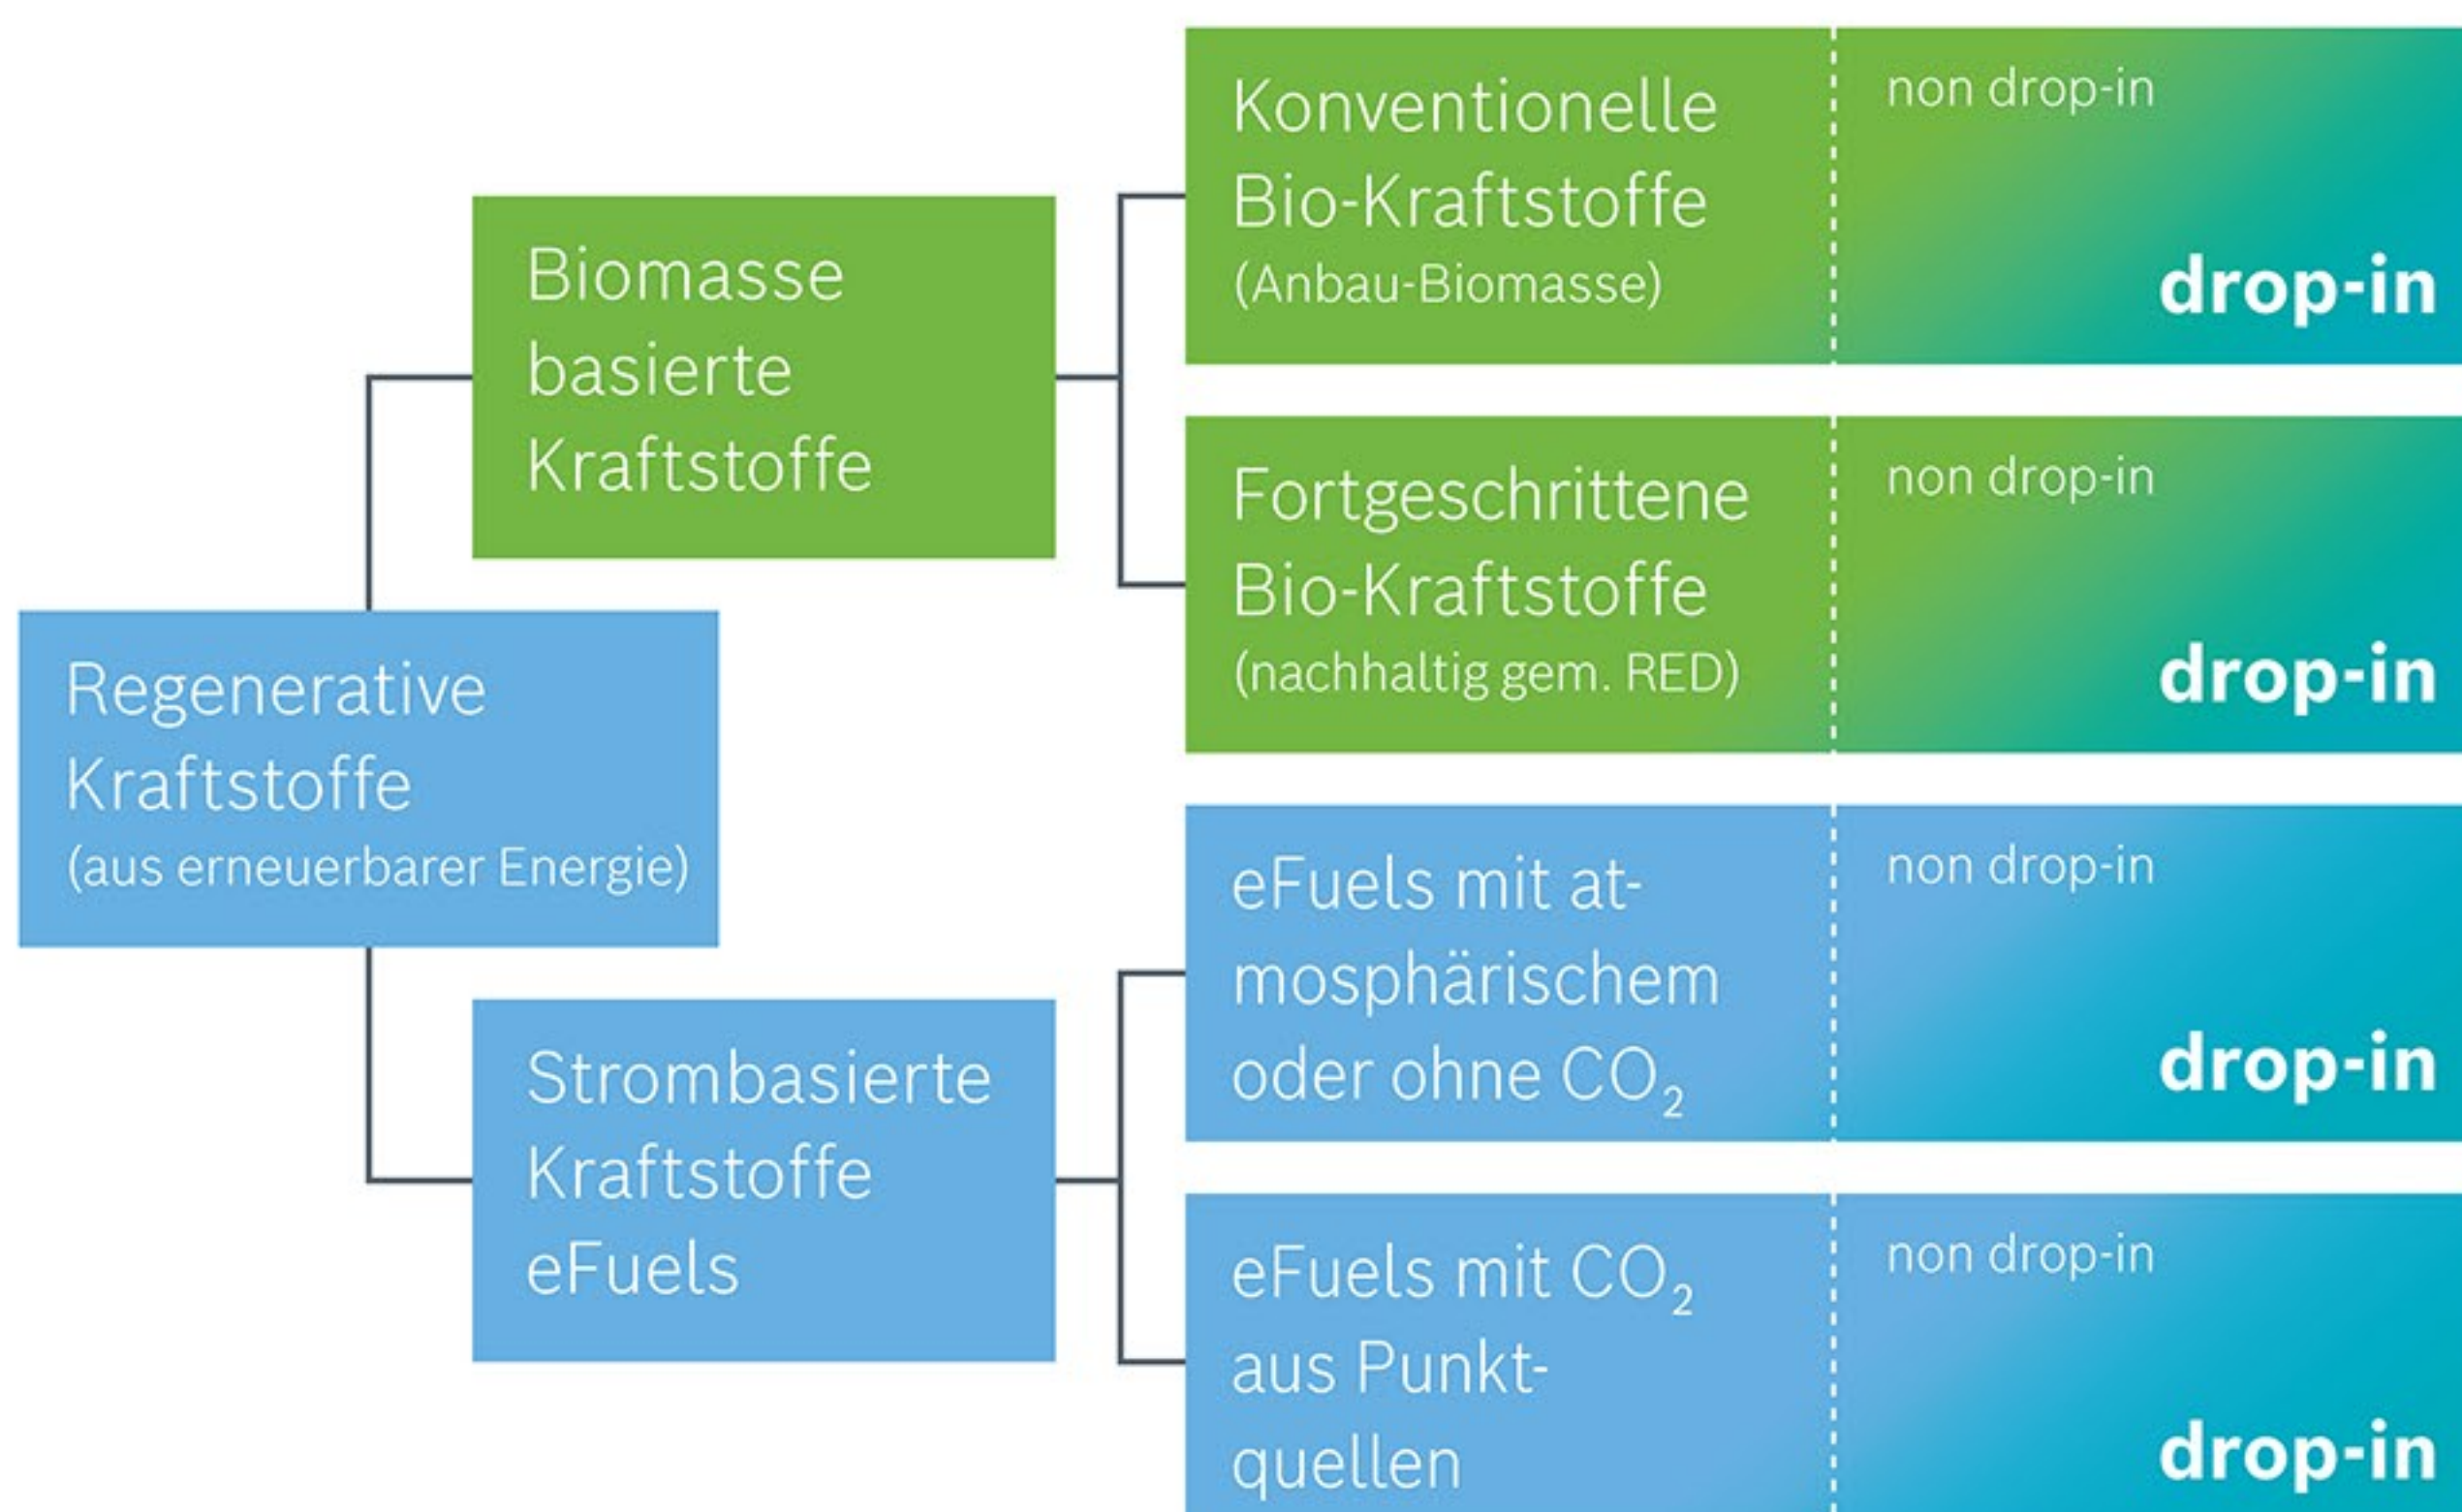 Regenerative
Kraftstoffe
(aus erneuerbarer Energie)
Biomasse
basierte
Kraftstoffe
Konventionelle
Bio-Kraftstoffe
(Anbau-Biomasse)
non drop-in
drop-in
Fortgeschrittene
Bio-Kraftstoffe
(nachhaltig gem. RED)
non drop-in
drop-in
Strombasierte
Kraftstoffe
eFuels
eFuels mit at-
mosphärischem
oder ohne CO₂
non drop-in
drop-in
eFuels mit CO₂
aus Punkt-
quellen
non drop-in
drop-in